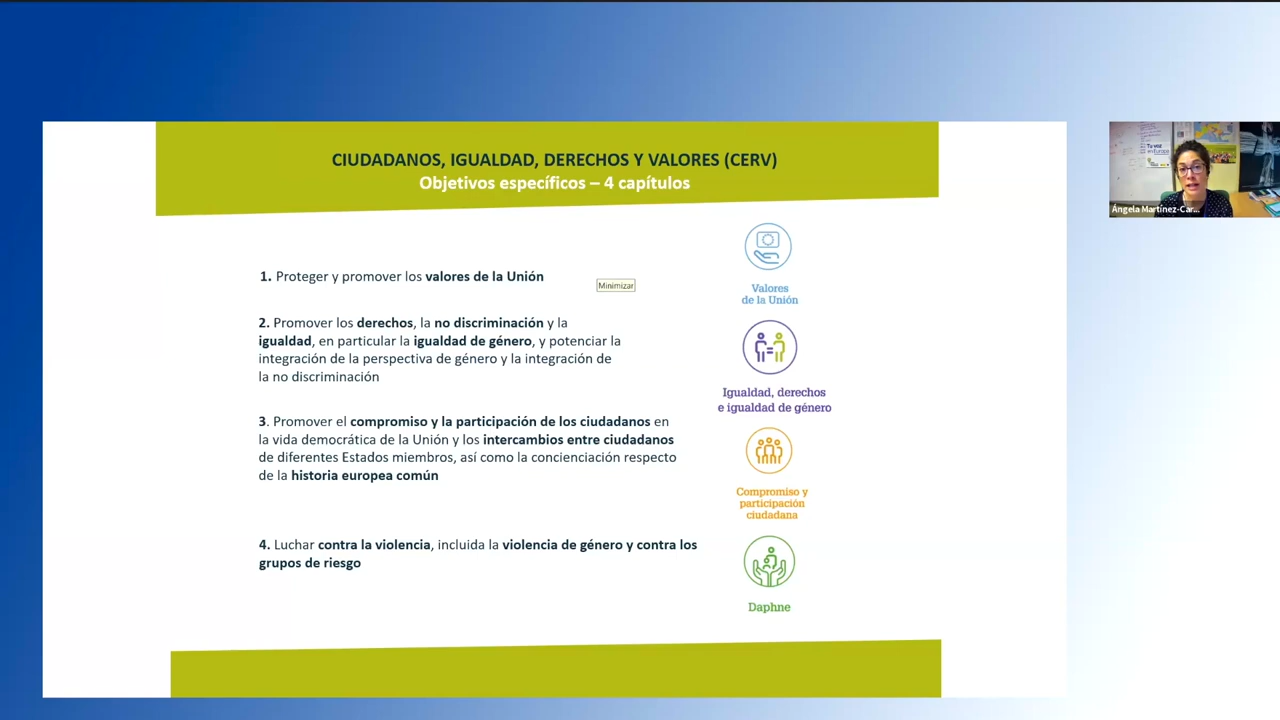 CIUDADANOS, IGUALDAD, DERECHOS Y VALORES (CERV)
Objetivos específicos – 4 capítulos
1. Proteger y promover los valores de la Unión
Minimizar
2. Promover los derechos, la no discriminación y la
igualdad, en particular la igualdad de género, y potenciar la
integración de la perspectiva de género y la integración de
la no discriminación
3. Promover el compromiso y la participación de los ciudadanos en
la vida democrática de la Unión y los intercambios entre ciudadanos
de diferentes Estados miembros, así como la concienciación respecto
de la historia europea común
4. Luchar contra la violencia, incluida la violencia de género y contra los
grupos de riesgo
Valores
de la Unión
Igualdad, derechos
e igualdad de género
Compromiso y
participación
ciudadana
Daphne
Tu voz
Ángela Martínez-Car...